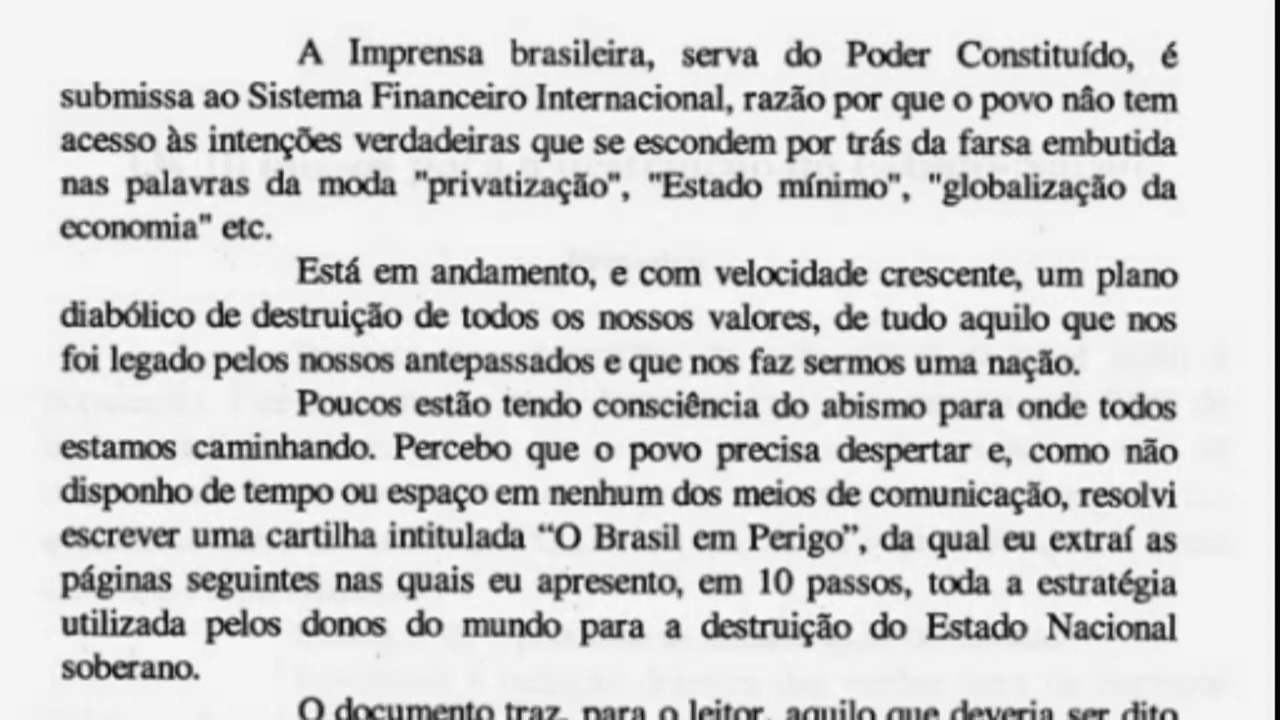 A Imprensa brasileira, serva do Poder Constituído, é
submissa ao Sistema Financeiro Internacional, razão por que o povo não tem
acesso às intenções verdadeiras que se escondem por trás da farsa embutida
nas palavras da moda "privatização", "Estado mínimo", "globalização da
economia" etc.
Está em andamento, e com velocidade crescente, um plano
diabólico de destruição de todos os nossos valores, de tudo aquilo que nos
foi legado pelos nossos antepassados e que nos faz sermos uma nação.
Poucos estão tendo consciência do abismo para onde todos
estamos caminhando. Percebo que o povo precisa despertar e, como não
disponho de tempo ou espaço em nenhum dos meios de comunicação, resolvi
escrever uma cartilha intitulada “O Brasil em Perigo”, da qual eu extraí as
páginas seguintes nas quais eu apresento, em 10 passos, toda a estratégia
utilizada pelos donos do mundo para a destruição do Estado Nacional
soberano.
O documento traz, para o leitor, aquilo que deveria ser dito